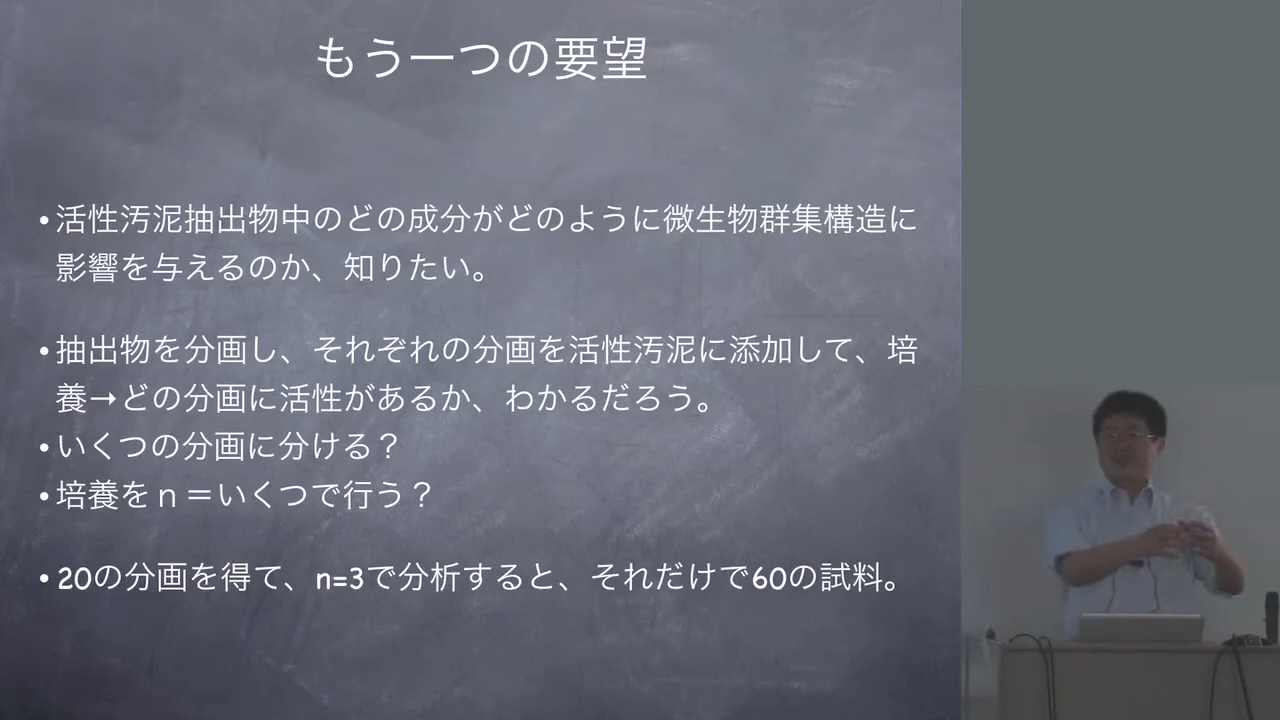 もう一つの要望
•活性汚泥抽出物中のどの成分がどのように微生物群集構造に
影響を与えるのか、知りたい。
•抽出物を分画し、それぞれの分画を活性汚泥に添加して、培
養→どの分画に活性があるか、わかるだろう。
•いくつの分画に分ける？
•培養をｎ＝いくつで行う？
•20の分画を得て、n=3で分析すると、それだけで60の試料。